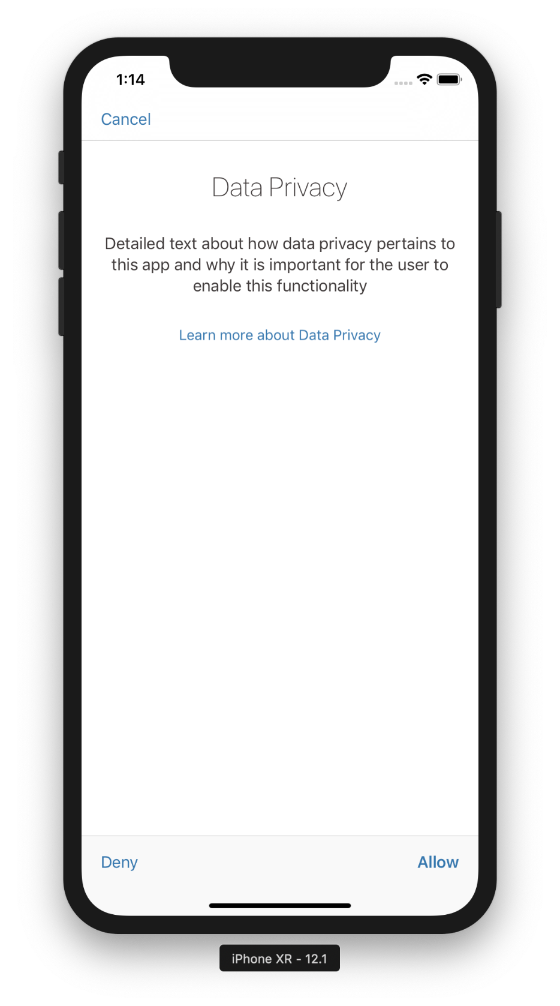 1:14
Cancel
Data Privacy
Detailed text about how data privacy pertains to
this app and why it is important for the user to
enable this functionality
Learn more about Data Privacy
Deny
Allow
iPhone XR - 12.1